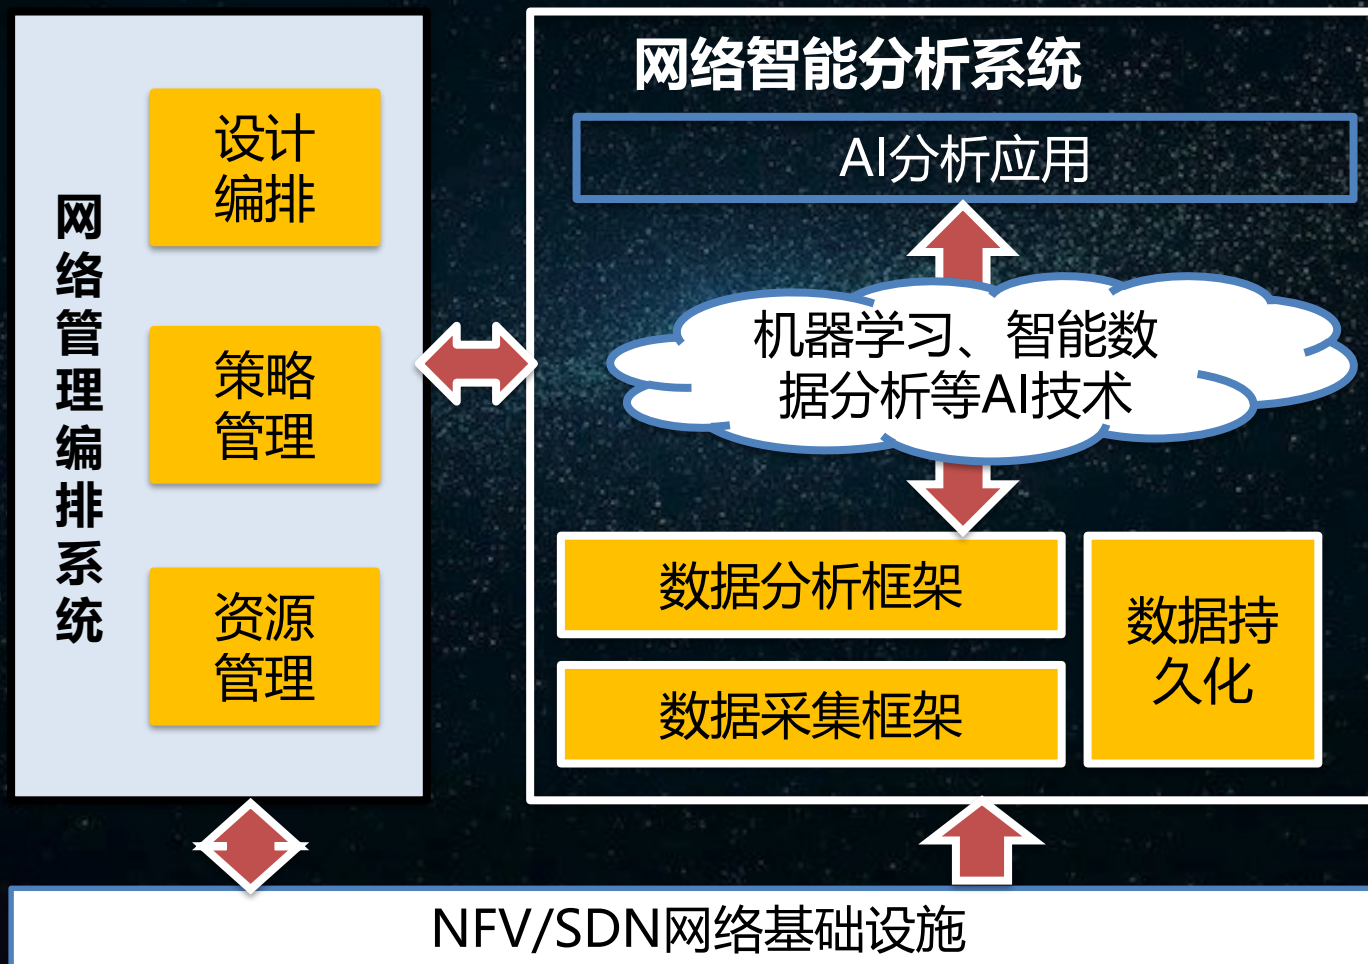 网络管理编排系统
设计
编排
策略
管理
资源
管理
网络智能分析系统
AI分析应用
机器学习、智能数
据分析等AI技术
数据分析框架
数据采集框架
数据持
久化
NFV/SDN网络基础设施